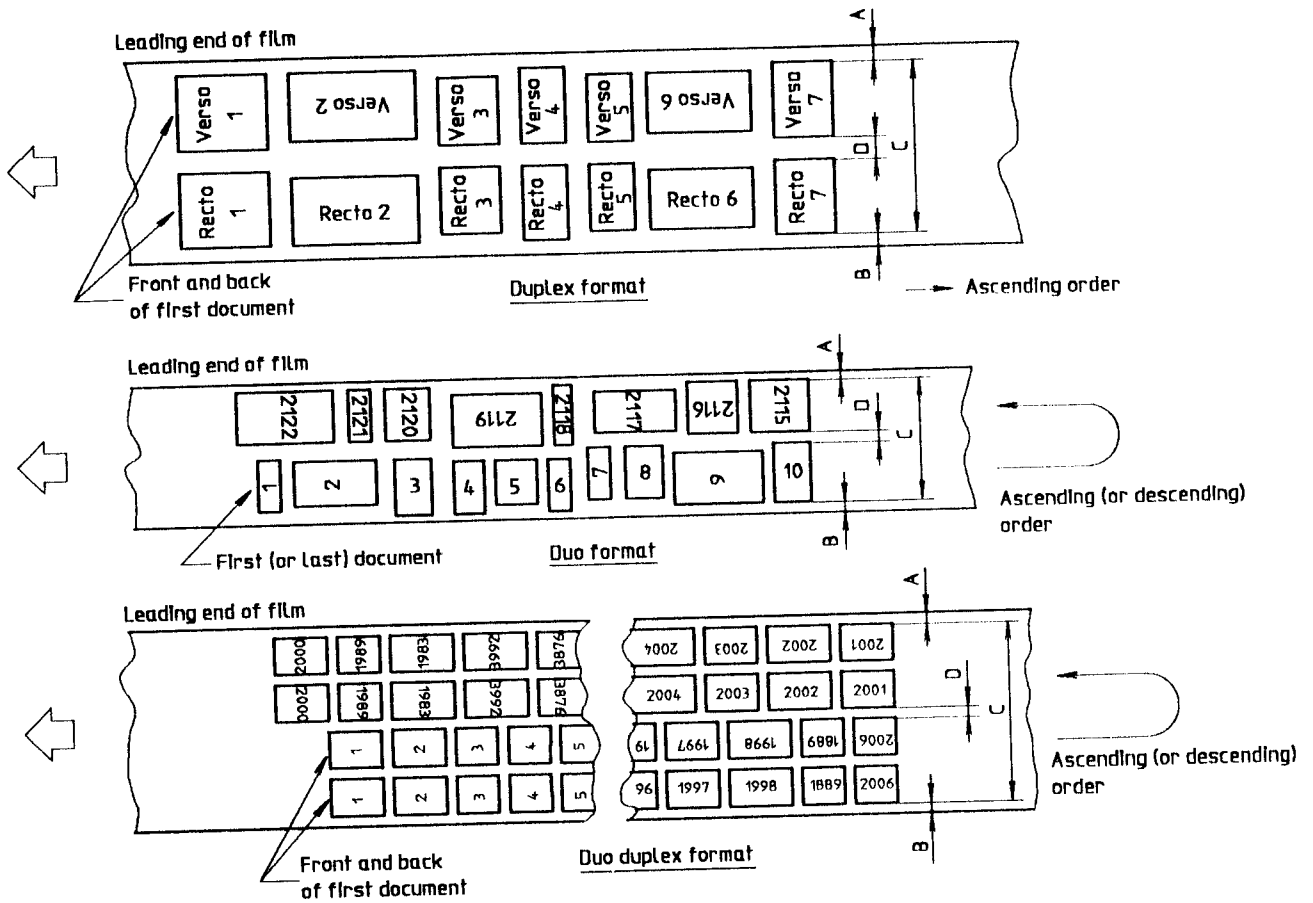 Leading end of film
A
Verso 1
Verso 2
Verso 3
Verso 4
Verso 5
Verso 6
Verso 7
D
C
Recto 1
Recto 2
Recto 3
Recto 4
Recto 5
Recto 6
Recto 7
B
Front and back
of first document
Duplex format
Ascending order
Leading end of film
A
2122
2121
2120
2119
2118
2117
2116
2115
D
C
1
2
3
4
5
6
7
8
9
10
B
First (or last) document
Duo format
Ascending (or descending)
order
Leading end of film
A
2000
1989
1983
3992
3876
2004
2003
2002
2001
2000
1989
1983
3992
3876
2004
2003
2002
2001
D
C
1
2
3
4
5
19
1997
1998
1889
2006
1
2
3
4
5
96
1997
1998
1889
2006
B
Front and back
of first document
Duo duplex format
Ascending (or descending)
order